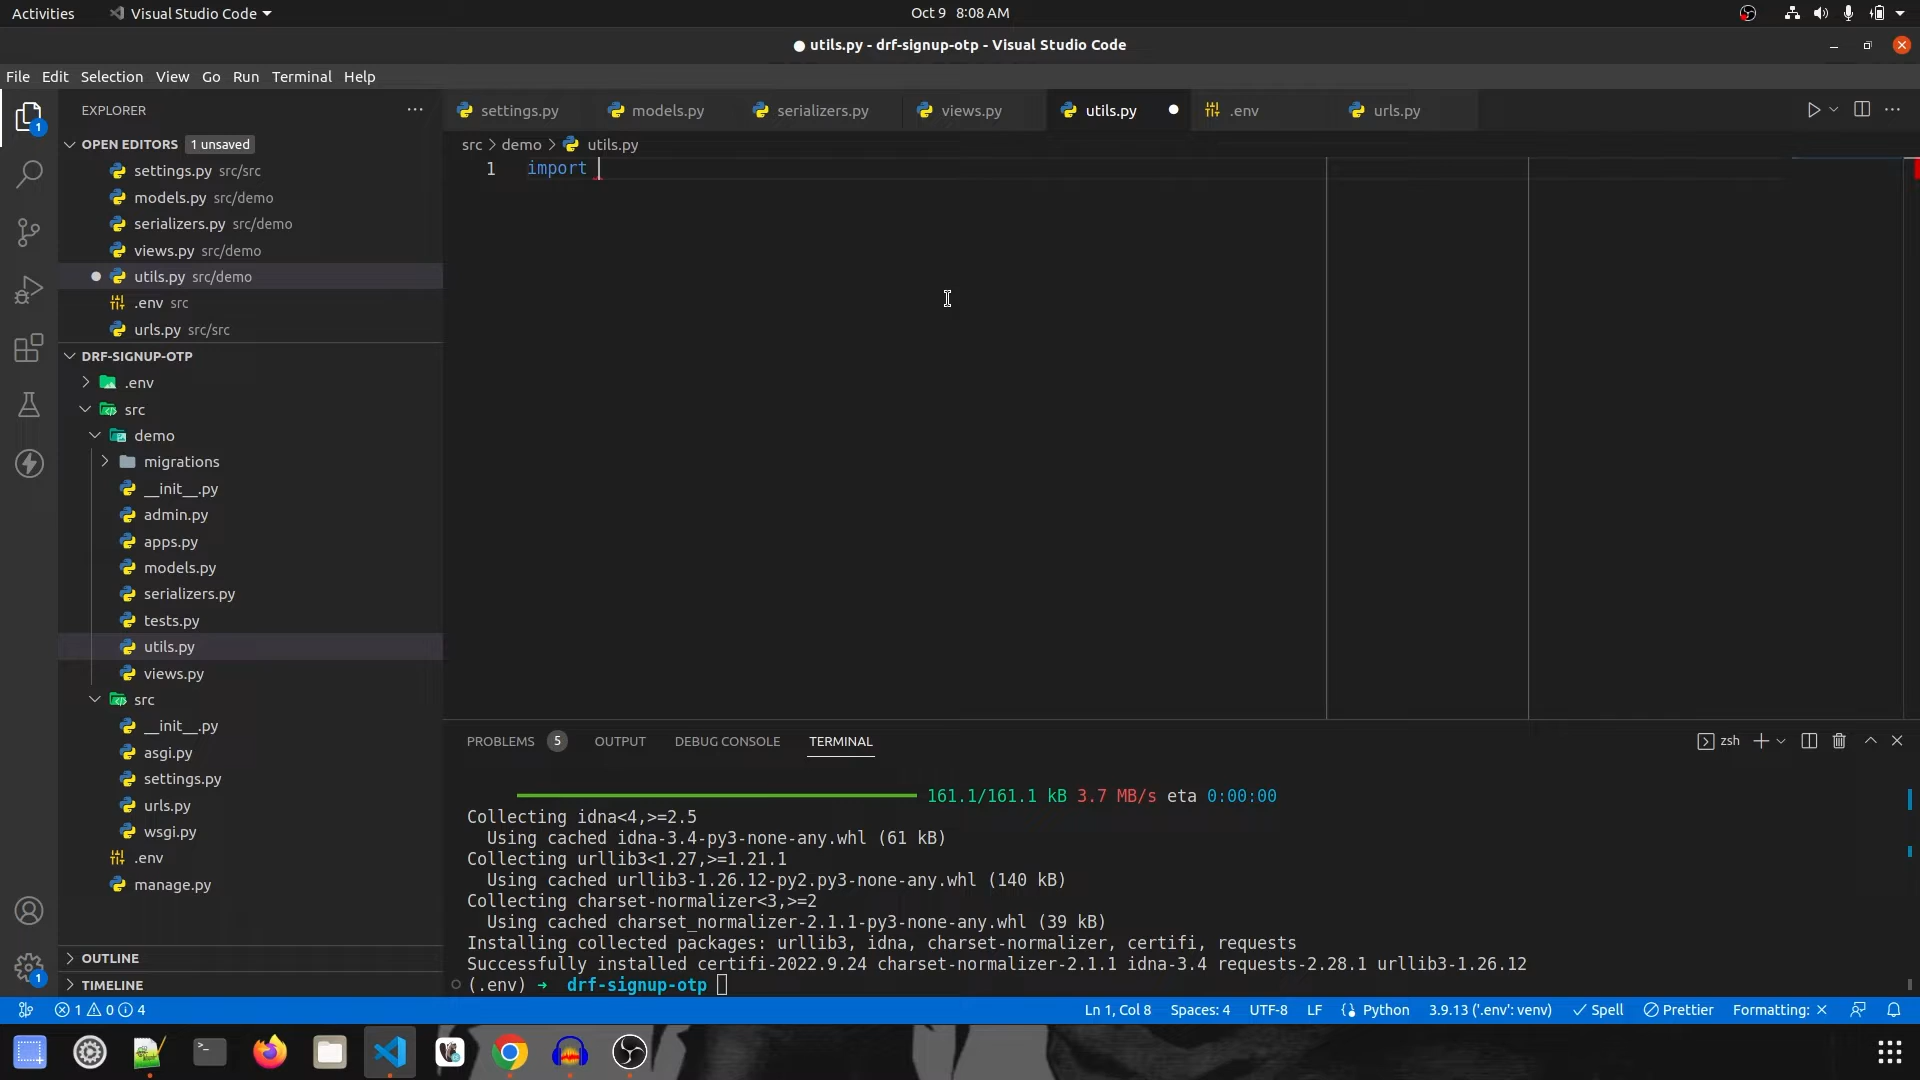 Activities
Visual Studio Code
Oct 9 8:08 AM
● utils.py - drf-signup-otp - Visual Studio Code
File Edit Selection View Go Run Terminal Help
EXPLORER
OPEN EDITORS 1 unsaved
settings.py src/src
models.py src/demo
serializers.py src/demo
views.py src/demo
utils.py src/demo
.env src
urls.py src/src
DRF-SIGNUP-OTP
.env
src
demo
migrations
__init__.py
admin.py
apps.py
models.py
serializers.py
tests.py
utils.py
views.py
src
__init__.py
asgi.py
settings.py
urls.py
wsgi.py
.env
manage.py
OUTLINE
TIMELINE
1
1
settings.py models.py serializers.py views.py utils.py .env urls.py
src > demo > utils.py
1 import
PROBLEMS 5 OUTPUT DEBUG CONSOLE TERMINAL
zsh
161.1/161.1 kB 3.7 MB/s eta 0:00:00
Collecting idna<4,>=2.5
Using cached idna-3.4-py3-none-any.whl (61 kB)
Collecting urllib3<1.27,>=1.21.1
Using cached urllib3-1.26.12-py2.py3-none-any.whl (140 kB)
Collecting charset-normalizer<3,>=2
Using cached charset_normalizer-2.1.1-py3-none-any.whl (39 kB)
Installing collected packages: urllib3, idna, charset-normalizer, certifi, requests
Successfully installed certifi-2022.9.24 charset-normalizer-2.1.1 idna-3.4 requests-2.28.1 urllib3-1.26.12
(.env) → drf-signup-otp
1 0 4
Ln 1, Col 8 Spaces: 4 UTF-8 LF Python 3.9.13 ('.env': venv) Spell Prettier Formatting: ×